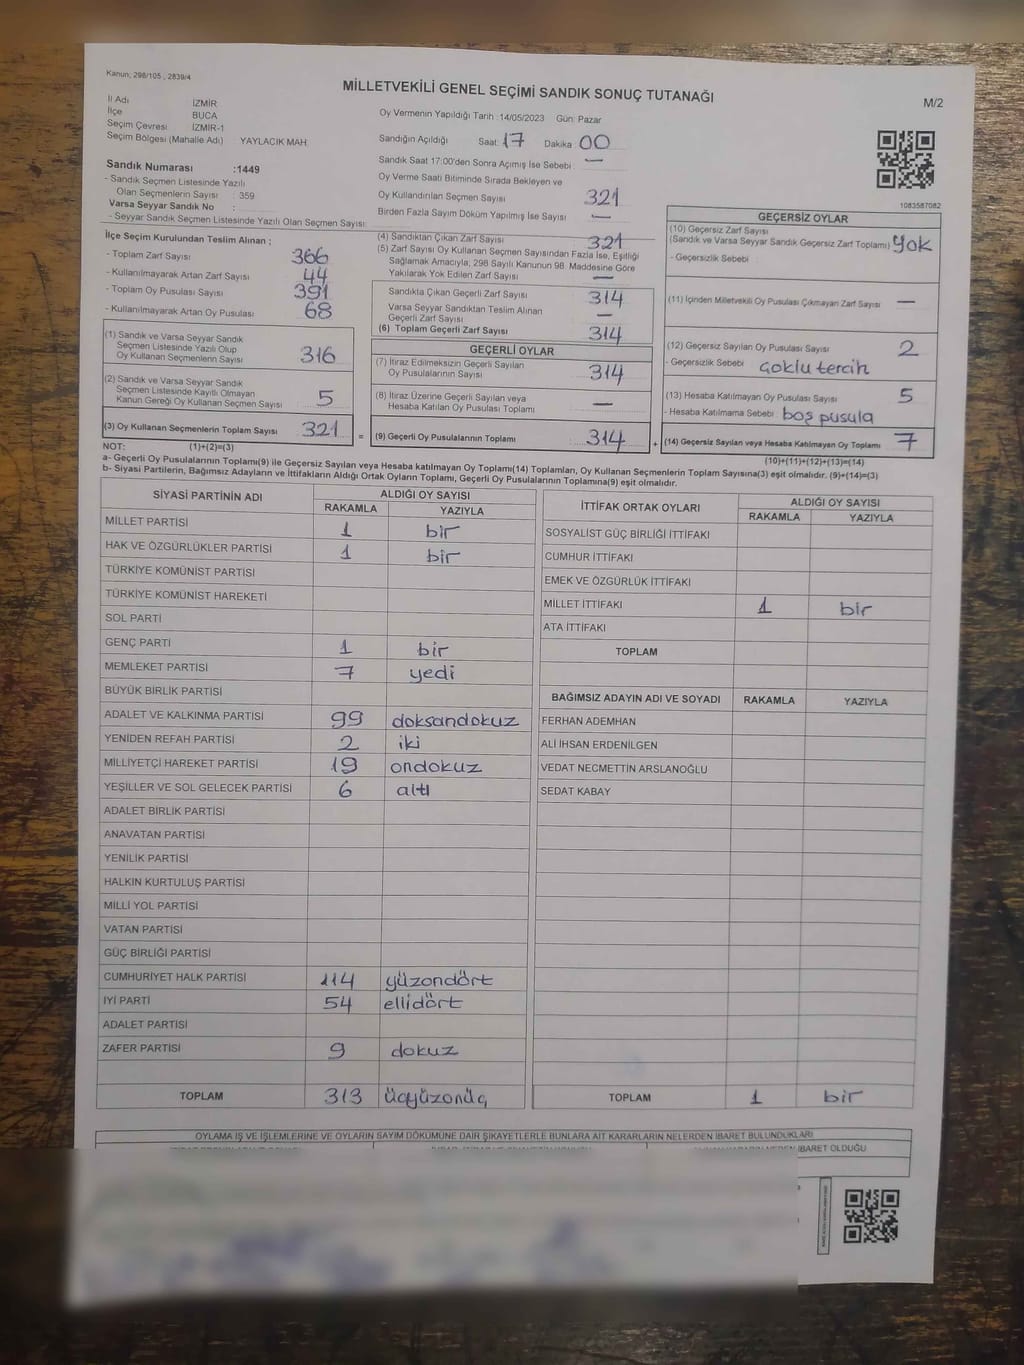 Kanun; 298/105 , 2839/4
MİLLETVEKİLİ GENEL SEÇİMİ SANDIK SONUÇ TUTANAĞI
M/2
İl Adı İZMİR
İlçe BUCA
Seçim Çevresi İZMİR-1
Seçim Bölgesi (Mahalle Adı) YAYLACIK MAH.
Sandık Numarası :1449
- Sandık Seçmen Listesinde Yazılı
Olan Seçmenlerin Sayısı : 359
Varsa Seyyar Sandık No :
- Seyyar Sandık Seçmen Listesinde Yazılı Olan Seçmen Sayısı:
Oy Vermenin Yapıldığı Tarih :14/05/2023 Gün: Pazar
Sandığın Açıldığı Saat: 17 Dakika 00
Sandık Saat 17:00'den Sonra Açımış İse Sebebi : —
Oy Verme Saati Bitiminde Sırada Bekleyen ve
Oy Kullandırılan Seçmen Sayısı 321
Birden Fazla Sayım Döküm Yapılmış İse Sayısı —
1083587082
İlçe Seçim Kurulundan Teslim Alınan ;
- Toplam Zarf Sayısı 366
- Kullanılmayarak Artan Zarf Sayısı 44
- Toplam Oy Pusulası Sayısı 391
- Kullanılmayarak Artan Oy Pusulası 68
(4) Sandıktan Çıkan Zarf Sayısı 321
(5) Zarf Sayısı Oy Kullanan Seçmen Sayısından Fazla İse, Eşitliği
Sağlamak Amacıyla, 298 Sayılı Kanunun 98. Maddesine Göre
Yakılarak Yok Edilen Zarf Sayısı —
Sandıkta Çıkan Geçerli Zarf Sayısı 314
Varsa Seyyar Sandıktan Teslim Alınan
Geçerli Zarf Sayısı : —
(6) Toplam Geçerli Zarf Sayısı 314
GEÇERSİZ OYLAR
(10) Geçersiz Zarf Sayısı
(Sandık ve Varsa Seyyar Sandık Geçersiz Zarf Toplamı) yok
- Geçersizlik Sebebi :
(11) İçinden Milletvekili Oy Pusulası Çıkmayan Zarf Sayısı —
(12) Geçersiz Sayılan Oy Pusulası Sayısı 2
- Geçersizlik Sebebi : çoklu tercih
(13) Hesaba Katılmayan Oy Pusulası Sayısı 5
- Hesaba Katılmama Sebebi : boş pusula
(14) Geçersiz Sayılan veya Hesaba Katılmayan Oy Toplamı 7
(10)+(11)+(12)+(13)=(14)
(1) Sandık ve Varsa Seyyar Sandık
Seçmen Listesinde Yazılı Olup
Oy Kullanan Seçmenlerin Sayısı 316
(2) Sandık ve Varsa Seyyar Sandık
Seçmen Listesinde Kayıtlı Olmayan
Kanun Gereği Oy Kullanan Seçmen Sayısı 5
(3) Oy Kullanan Seçmenlerin Toplam Sayısı 321
(1)+(2)=(3)
GEÇERLİ OYLAR
(7) İtiraz Edilmeksizin Geçerli Sayılan
Oy Pusulalarının Sayısı 314
(8) İtiraz Üzerine Geçerli Sayılan veya
Hesaba Katılan Oy Pusulası Toplamı : —
= (9) Geçerli Oy Pusulalarının Toplamı 314 +
NOT:
a- Geçerli Oy Pusulalarının Toplamı(9) ile Geçersiz Sayılan veya Hesaba katılmayan Oy Toplamı(14) Toplamları, Oy Kullanan Seçmenlerin Toplam Sayısına(3) eşit olmalıdır. (9)+(14)=(3)
b- Siyasi Partilerin, Bağımsız Adayların ve İttifakların Aldığı Ortak Oyların Toplamı, Geçerli Oy Pusulalarının Toplamına(9) eşit olmalıdır.
SİYASİ PARTİNİN ADI ALDIĞI OY SAYISI
RAKAMLA YAZIYLA
MİLLET PARTİSİ 1 bir
HAK VE ÖZGÜRLÜKLER PARTİSİ 1 bir
TÜRKİYE KOMÜNİST PARTİSİ
TÜRKİYE KOMÜNİST HAREKETİ
SOL PARTİ
GENÇ PARTİ 1 bir
MEMLEKET PARTİSİ 7 yedi
BÜYÜK BİRLİK PARTİSİ
ADALET VE KALKINMA PARTİSİ 99 doksandokuz
YENİDEN REFAH PARTİSİ 2 iki
MİLLİYETÇİ HAREKET PARTİSİ 19 ondokuz
YEŞİLLER VE SOL GELECEK PARTİSİ 6 altı
ADALET BİRLİK PARTİSİ
ANAVATAN PARTİSİ
YENİLİK PARTİSİ
HALKIN KURTULUŞ PARTİSİ
MİLLİ YOL PARTİSİ
VATAN PARTİSİ
GÜÇ BİRLİĞİ PARTİSİ
CUMHURİYET HALK PARTİSİ 114 yüzondört
İYİ PARTİ 54 ellidört
ADALET PARTİSİ
ZAFER PARTİSİ 9 dokuz
TOPLAM 313 üçyüzonüç
İTTİFAK ORTAK OYLARI ALDIĞI OY SAYISI
RAKAMLA YAZIYLA
SOSYALİST GÜÇ BİRLİĞİ İTTİFAKI
CUMHUR İTTİFAKI
EMEK VE ÖZGÜRLÜK İTTİFAKI
MİLLET İTTİFAKI 1 bir
ATA İTTİFAKI
TOPLAM
BAĞIMSIZ ADAYIN ADI VE SOYADI RAKAMLA YAZIYLA
FERHAN ADEMHAN
ALİ İHSAN ERDENİLGEN
VEDAT NECMETTİN ARSLANOĞLU
SEDAT KABAY
TOPLAM 1 bir
OYLAMA İŞ VE İŞLEMLERİNE VE OYLARIN SAYIM DÖKÜMÜNE DAİR ŞİKAYETLERLE BUNLARA AİT KARARLARIN NELERDEN İBARET BULUNDUKLARI
İBARET OLDUĞU